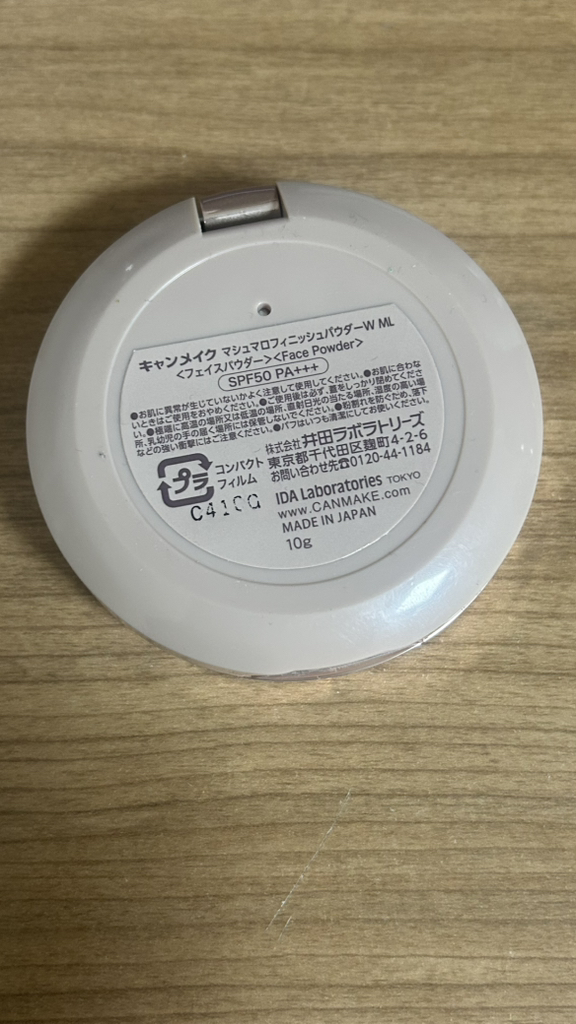 キャンメイク マシュマロフィニッシュパウダーW ML
＜フェイスパウダー＞＜Face Powder＞
SPF50 PA+++
●お肌に異常が生じていないかよく注意して使用してください。●お肌に合わな
いときはご使用をおやめください。●ご使用後は必ず、蓋をしっかり閉めてくださ
い。●極端に高温の場所又は低温の場所、直射日光の当たる場所、湿度の高い場
所、乳幼児の手の届く場所には保管しないでください。●粉割れを防ぐため、落下
などの強い衝撃にはご注意ください。●パフはいつも清潔にしてお使いください。
プラ
コンパクト
フィルム
株式会社 井田ラボラトリーズ
東京都千代田区麹町4-2-6
お問い合わせ先☎0120-44-1184
IDA Laboratories TOKYO
www.CANMAKE.com
MADE IN JAPAN
10g